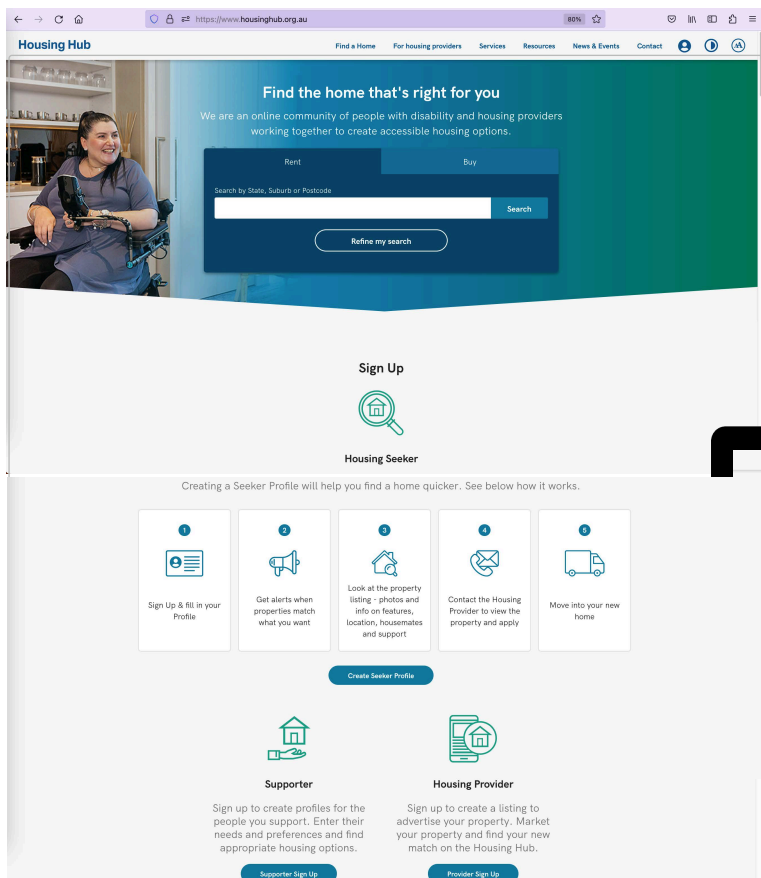 https://www.housinghub.org.au
80%
Housing Hub
Find a Home For housing providers Services Resources News & Events Contact
AA
Find the home that's right for you
We are an online community of people with disability and housing providers
working together to create accessible housing options.
Rent Buy
Search by State, Suburb or Postcode
Search
Refine my search
Sign Up
Housing Seeker
Creating a Seeker Profile will help you find a home quicker. See below how it works.
1 2 3 4 5
Sign Up & fill in your
Profile
Get alerts when
properties match
what you want
Look at the property
listing - photos and
info on features,
location, housemates
and support
Contact the Housing
Provider to view the
property and apply
Move into your new
home
Create Seeker Profile
Supporter
Sign up to create profiles for the
people you support. Enter their
needs and preferences and find
appropriate housing options.
Supporter Sign Up
Housing Provider
Sign up to create a listing to
advertise your property. Market
your property and find your new
match on the Housing Hub.
Provider Sign Up